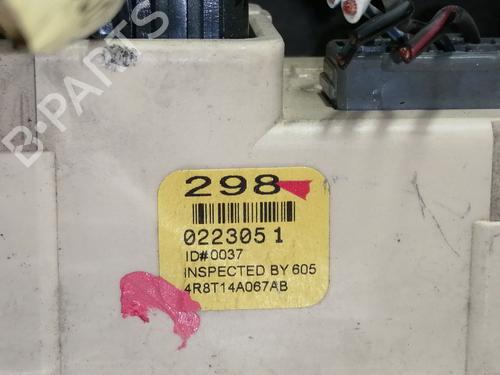 B-PARTS
298
0223051
ID#0037
INSPECTED BY 605
4R8T14A067AB